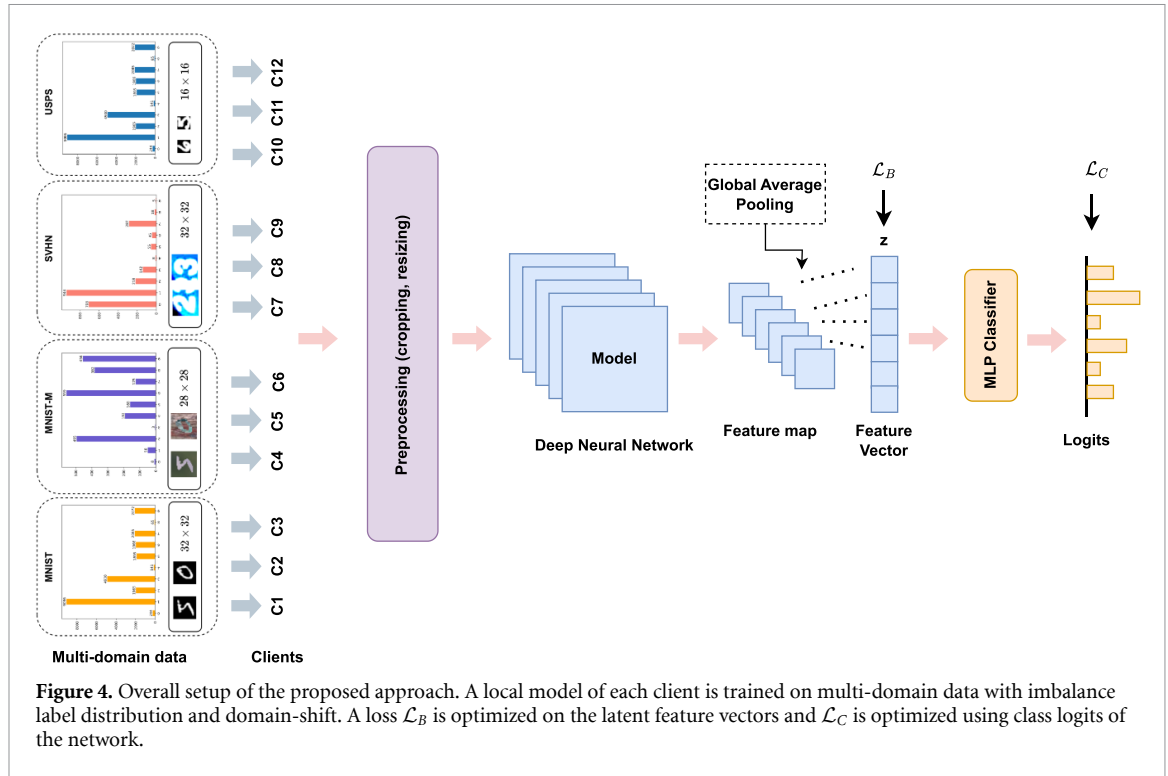 USPS
16 × 16
C12
C11
C10
SVHN
32 × 32
C9
C8
C7
MNIST-M
28 × 28
C6
C5
C4
MNIST
32 × 32
C3
C2
C1
Multi-domain data
Clients
Preprocessing (cropping, resizing)
Model
Deep Neural Network
Global Average
Pooling
Feature map
ℒ_B
z
Feature
Vector
MLP Classifier
ℒ_C
Logits
Figure 4. Overall setup of the proposed approach. A local model of each client is trained on multi-domain data with imbalance
label distribution and domain-shift. A loss ℒ_B is optimized on the latent feature vectors and ℒ_C is optimized using class logits of
the network.